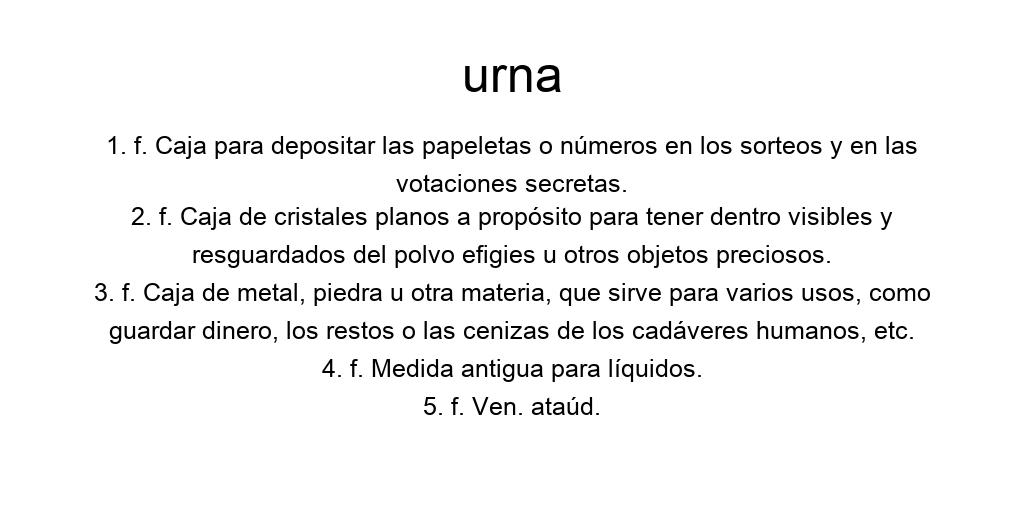 urna
1. f. Caja para depositar las papeletas o números en los sorteos y en las
votaciones secretas.
2. f. Caja de cristales planos a propósito para tener dentro visibles y
resguardados del polvo efigies u otros objetos preciosos.
3. f. Caja de metal, piedra u otra materia, que sirve para varios usos, como
guardar dinero, los restos o las cenizas de los cadáveres humanos, etc.
4. f. Medida antigua para líquidos.
5. f. Ven. ataúd.